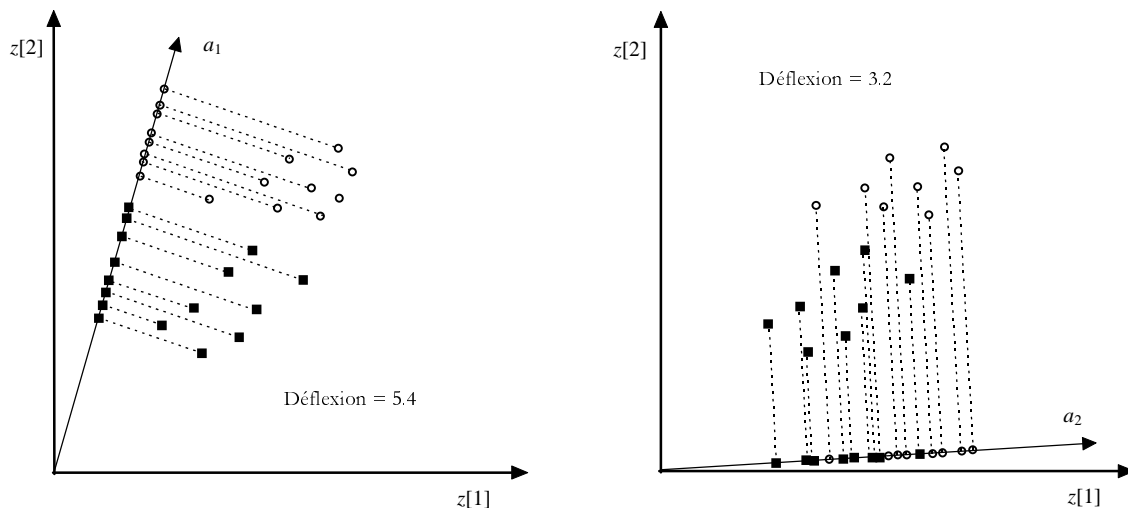 z[2]
a1
Déflexion = 5.4
z[1]
z[2]
Déflexion = 3.2
a2
z[1]